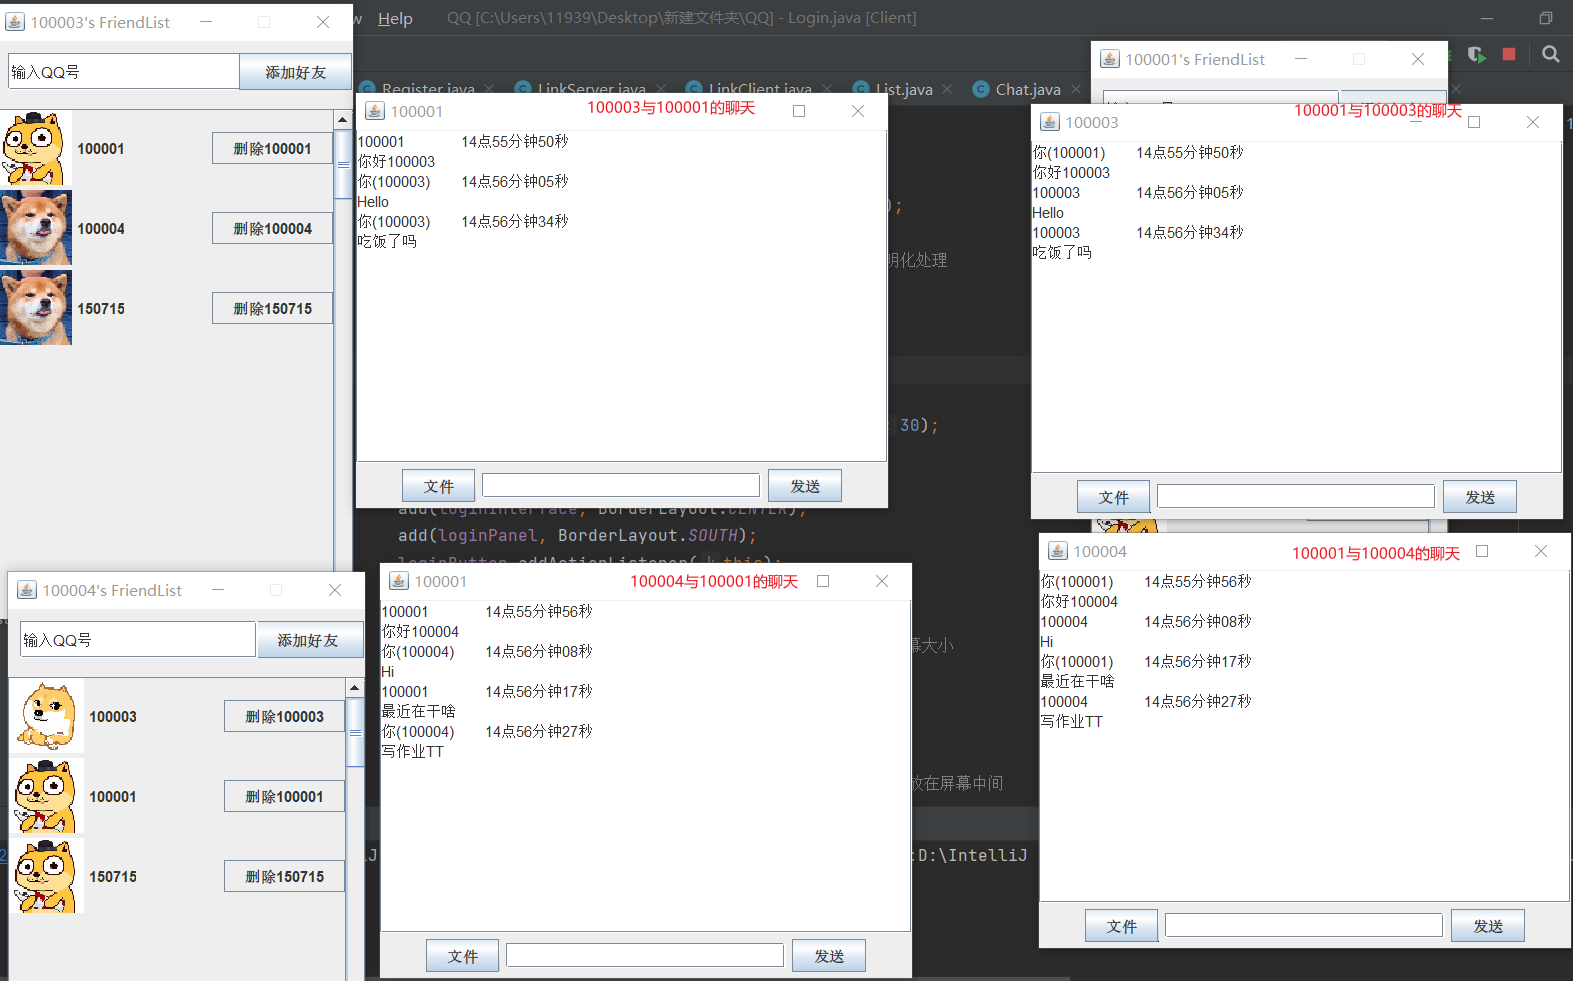 Help
QQ [C:\Users\11939\Desktop\新建文件夹\QQ] - Login.java [Client]
Register.java
LinkServer.java
LinkClient.java
List.java
Chat.java
100003's FriendList
输入QQ号
添加好友
100001
删除100001
100004
删除100004
150715
删除150715
100001
100003与100001的聊天
100001 14点55分钟50秒
你好100003
你(100003) 14点56分钟05秒
Hello
你(100003) 14点56分钟34秒
吃饭了吗
文件
发送
100001's FriendList
100003
100001与100003的聊天
你(100001) 14点55分钟50秒
你好100003
100003 14点56分钟05秒
Hello
100003 14点56分钟34秒
吃饭了吗
文件
发送
);
明化处理
30);
add(loginInterface, BorderLayout.CENTER);
add(loginPanel, BorderLayout.SOUTH);
loginButton.addActionListener(this);
幕大小
放在屏幕中间
:D:\IntelliJ
100004's FriendList
输入QQ号
添加好友
100003
删除100003
100001
删除100001
150715
删除150715
100001
100004与100001的聊天
100001 14点55分钟56秒
你好100004
你(100004) 14点56分钟08秒
Hi
100001 14点56分钟17秒
最近在干啥
你(100004) 14点56分钟27秒
写作业TT
文件
发送
100004
100001与100004的聊天
你(100001) 14点55分钟56秒
你好100004
100004 14点56分钟08秒
Hi
你(100001) 14点56分钟17秒
最近在干啥
100004 14点56分钟27秒
写作业TT
文件
发送